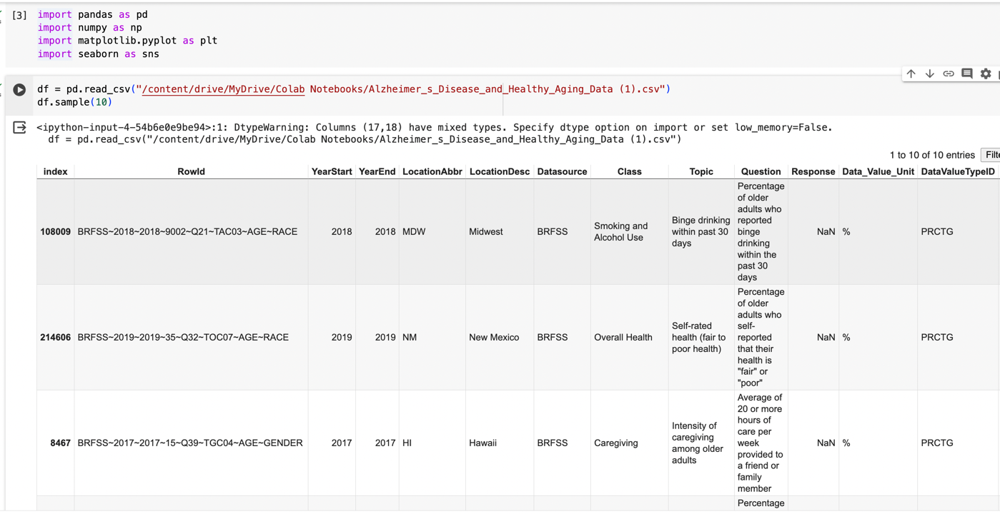 [3] import pandas as pd
import numpy as np
import matplotlib.pyplot as plt
import seaborn as sns
df = pd.read_csv("/content/drive/MyDrive/Colab Notebooks/Alzheimer_s_Disease_and_Healthy_Aging_Data (1).csv")
df.sample(10)
<ipython-input-4-54b6e0e9be94>:1: DtypeWarning: Columns (17,18) have mixed types. Specify dtype option on import or set low_memory=False.
df = pd.read_csv("/content/drive/MyDrive/Colab Notebooks/Alzheimer_s_Disease_and_Healthy_Aging_Data (1).csv")
1 to 10 of 10 entries
index RowId YearStart YearEnd LocationAbbr LocationDesc Datasource Class Topic Question Response Data_Value_Unit DataValueTypeID
108009 BRFSS~2018~2018~9002~Q21~TAC03~AGE~RACE 2018 2018 MDW Midwest BRFSS
Smoking and
Alcohol Use
Binge drinking
within past 30
days
Percentage
of older
adults who
reported
binge
drinking
within the
past 30
days
NaN % PRCTG
214606 BRFSS~2019~2019~35~Q32~TOC07~AGE~RACE 2019 2019 NM New Mexico BRFSS Overall Health
Self-rated
health (fair to
poor health)
Percentage
of older
adults who
self-
reported
that their
health is
"fair" or
"poor"
NaN % PRCTG
8467 BRFSS~2017~2017~15~Q39~TGC04~AGE~GENDER 2017 2017 HI Hawaii BRFSS Caregiving
Intensity of
caregiving
among older
adults
Average of
20 or more
hours of
care per
week
provided to
a friend or
family
member
NaN % PRCTG
Percentage